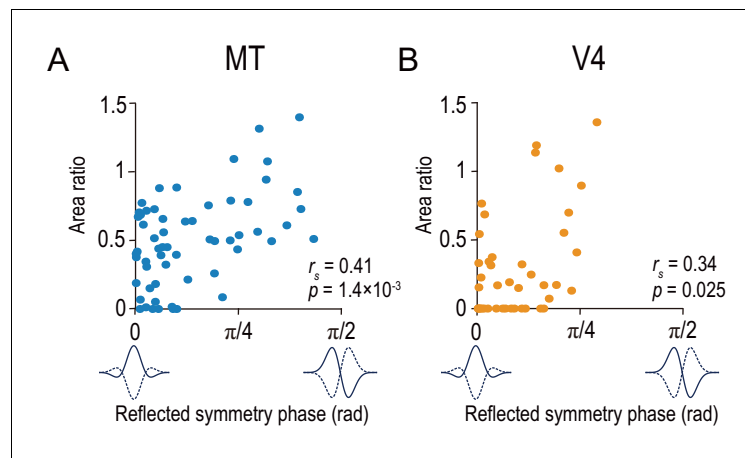 A
MT
1.5
1
0.5
0
Area ratio
r_s = 0.41
p = 1.4×10⁻³
0
π/4
π/2
Reflected symmetry phase (rad)
B
V4
1.5
1
0.5
0
Area ratio
r_s = 0.34
p = 0.025
0
π/4
π/2
Reflected symmetry phase (rad)